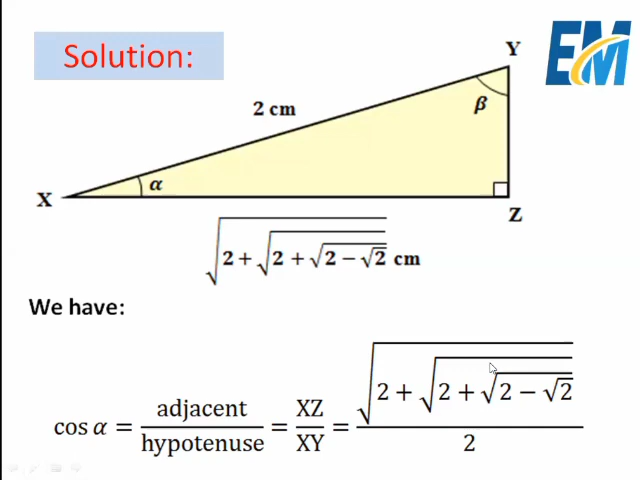 Solution:
EM
Y
2 cm
β
X
α
Z
√(2 + √(2 + √(2 − √2))) cm
We have:
cos α = adjacent/hypotenuse = XZ/XY = √(2 + √(2 + √(2 − √2)))/2